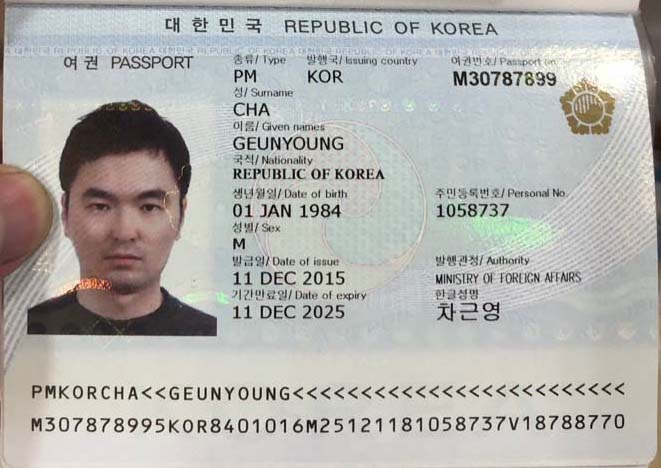 대한민국 REPUBLIC OF KOREA
여권 PASSPORT
종류/ Type 발행국/ Issuing country 여권번호/ Passport
PM KOR M30787899
성/ Surname
CHA
이름/ Given names
GEUNYOUNG
국적/ Nationality
REPUBLIC OF KOREA
생년월일/ Date of birth 주민등록번호/ Personal No.
01 JAN 1984 1058737
성별/ Sex
M
발급일/ Date of issue 발행관청/ Authority
11 DEC 2015 MINISTRY OF FOREIGN AFFAIRS
기간만료일/ Date of expiry 한글성명
11 DEC 2025 차근영
PMKORCHA<<GEUNYOUNG<<<<<<<<<<<<<<<<<<<<<<<<<
M307878995KOR8401016M25121181058737V18788770